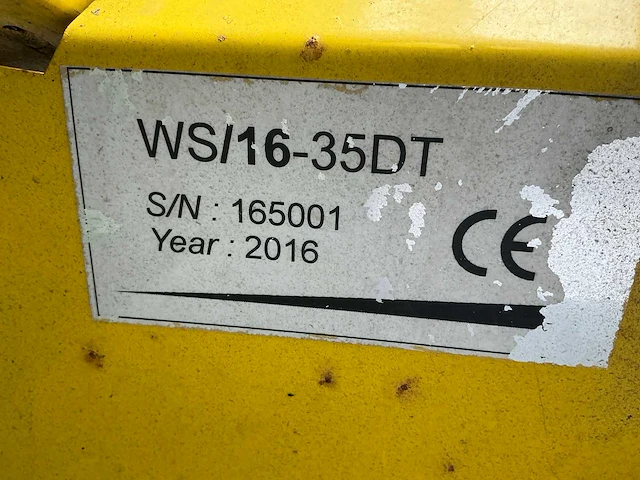 WS/16-35DT
S/N : 165001
Year : 2016
CE